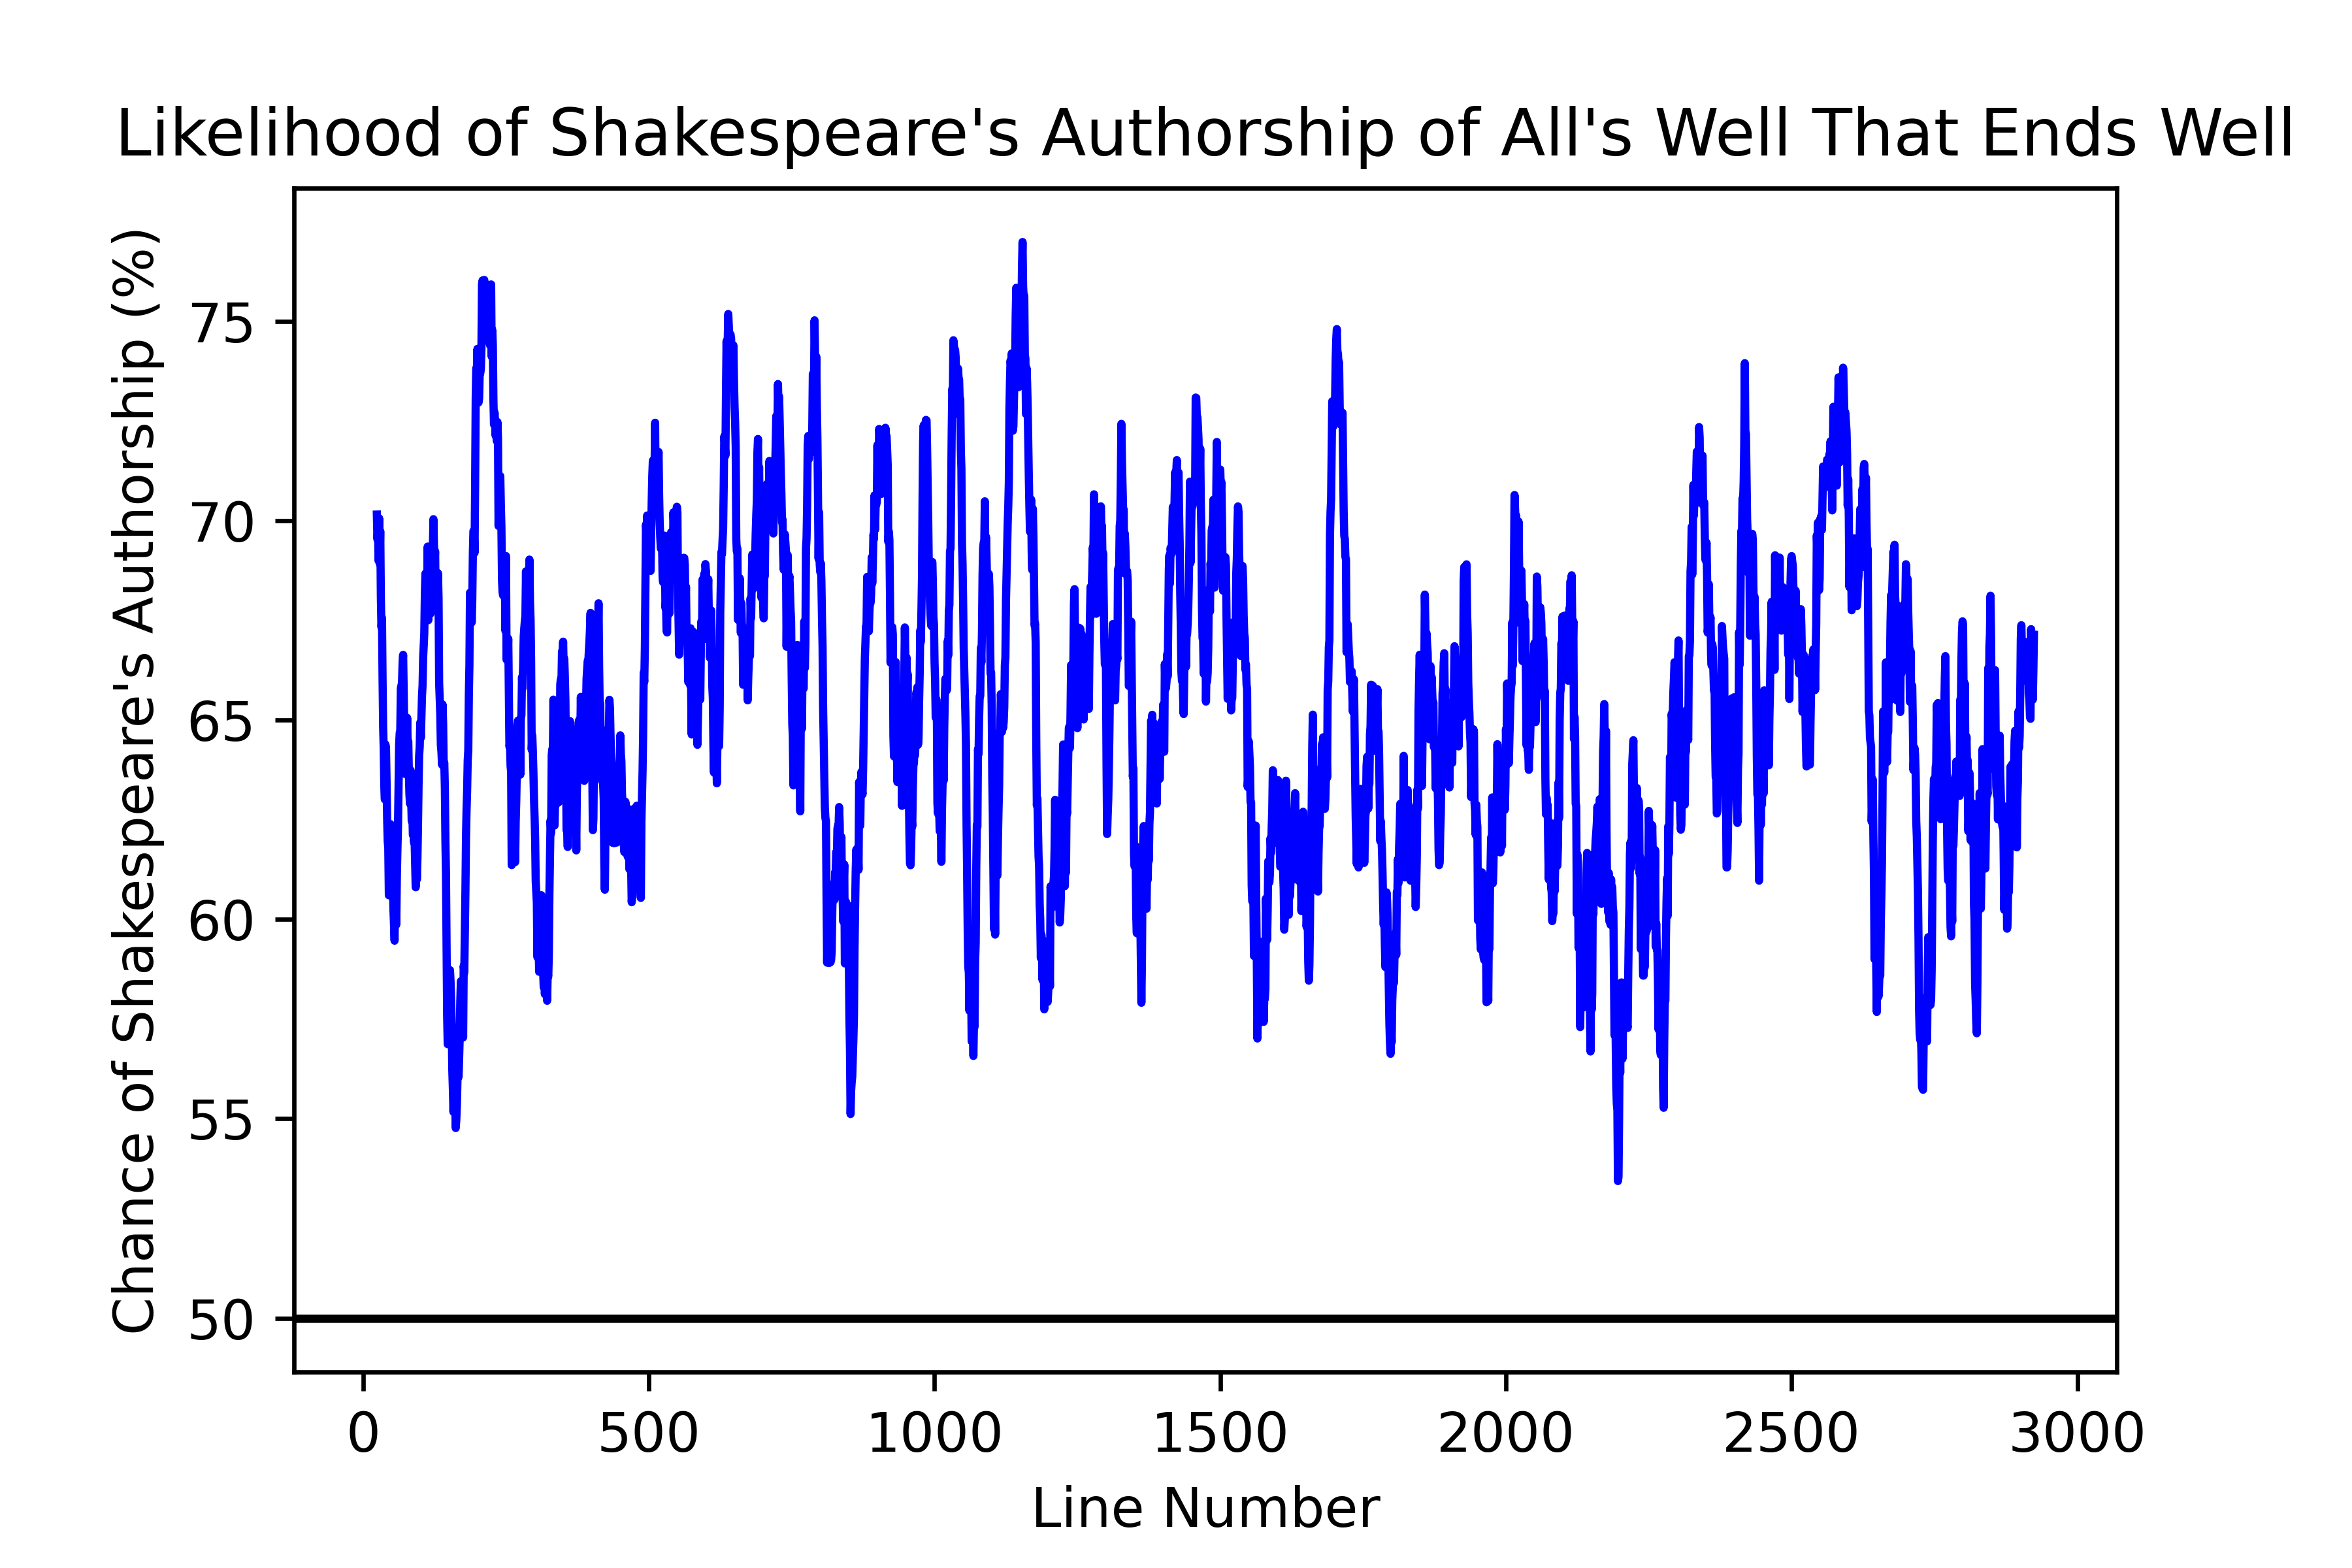 Likelihood of Shakespeare's Authorship of All's Well That Ends Well
Chance of Shakespeare's Authorship (%)
75
70
65
60
55
50
0 500 1000 1500 2000 2500 3000
Line Number